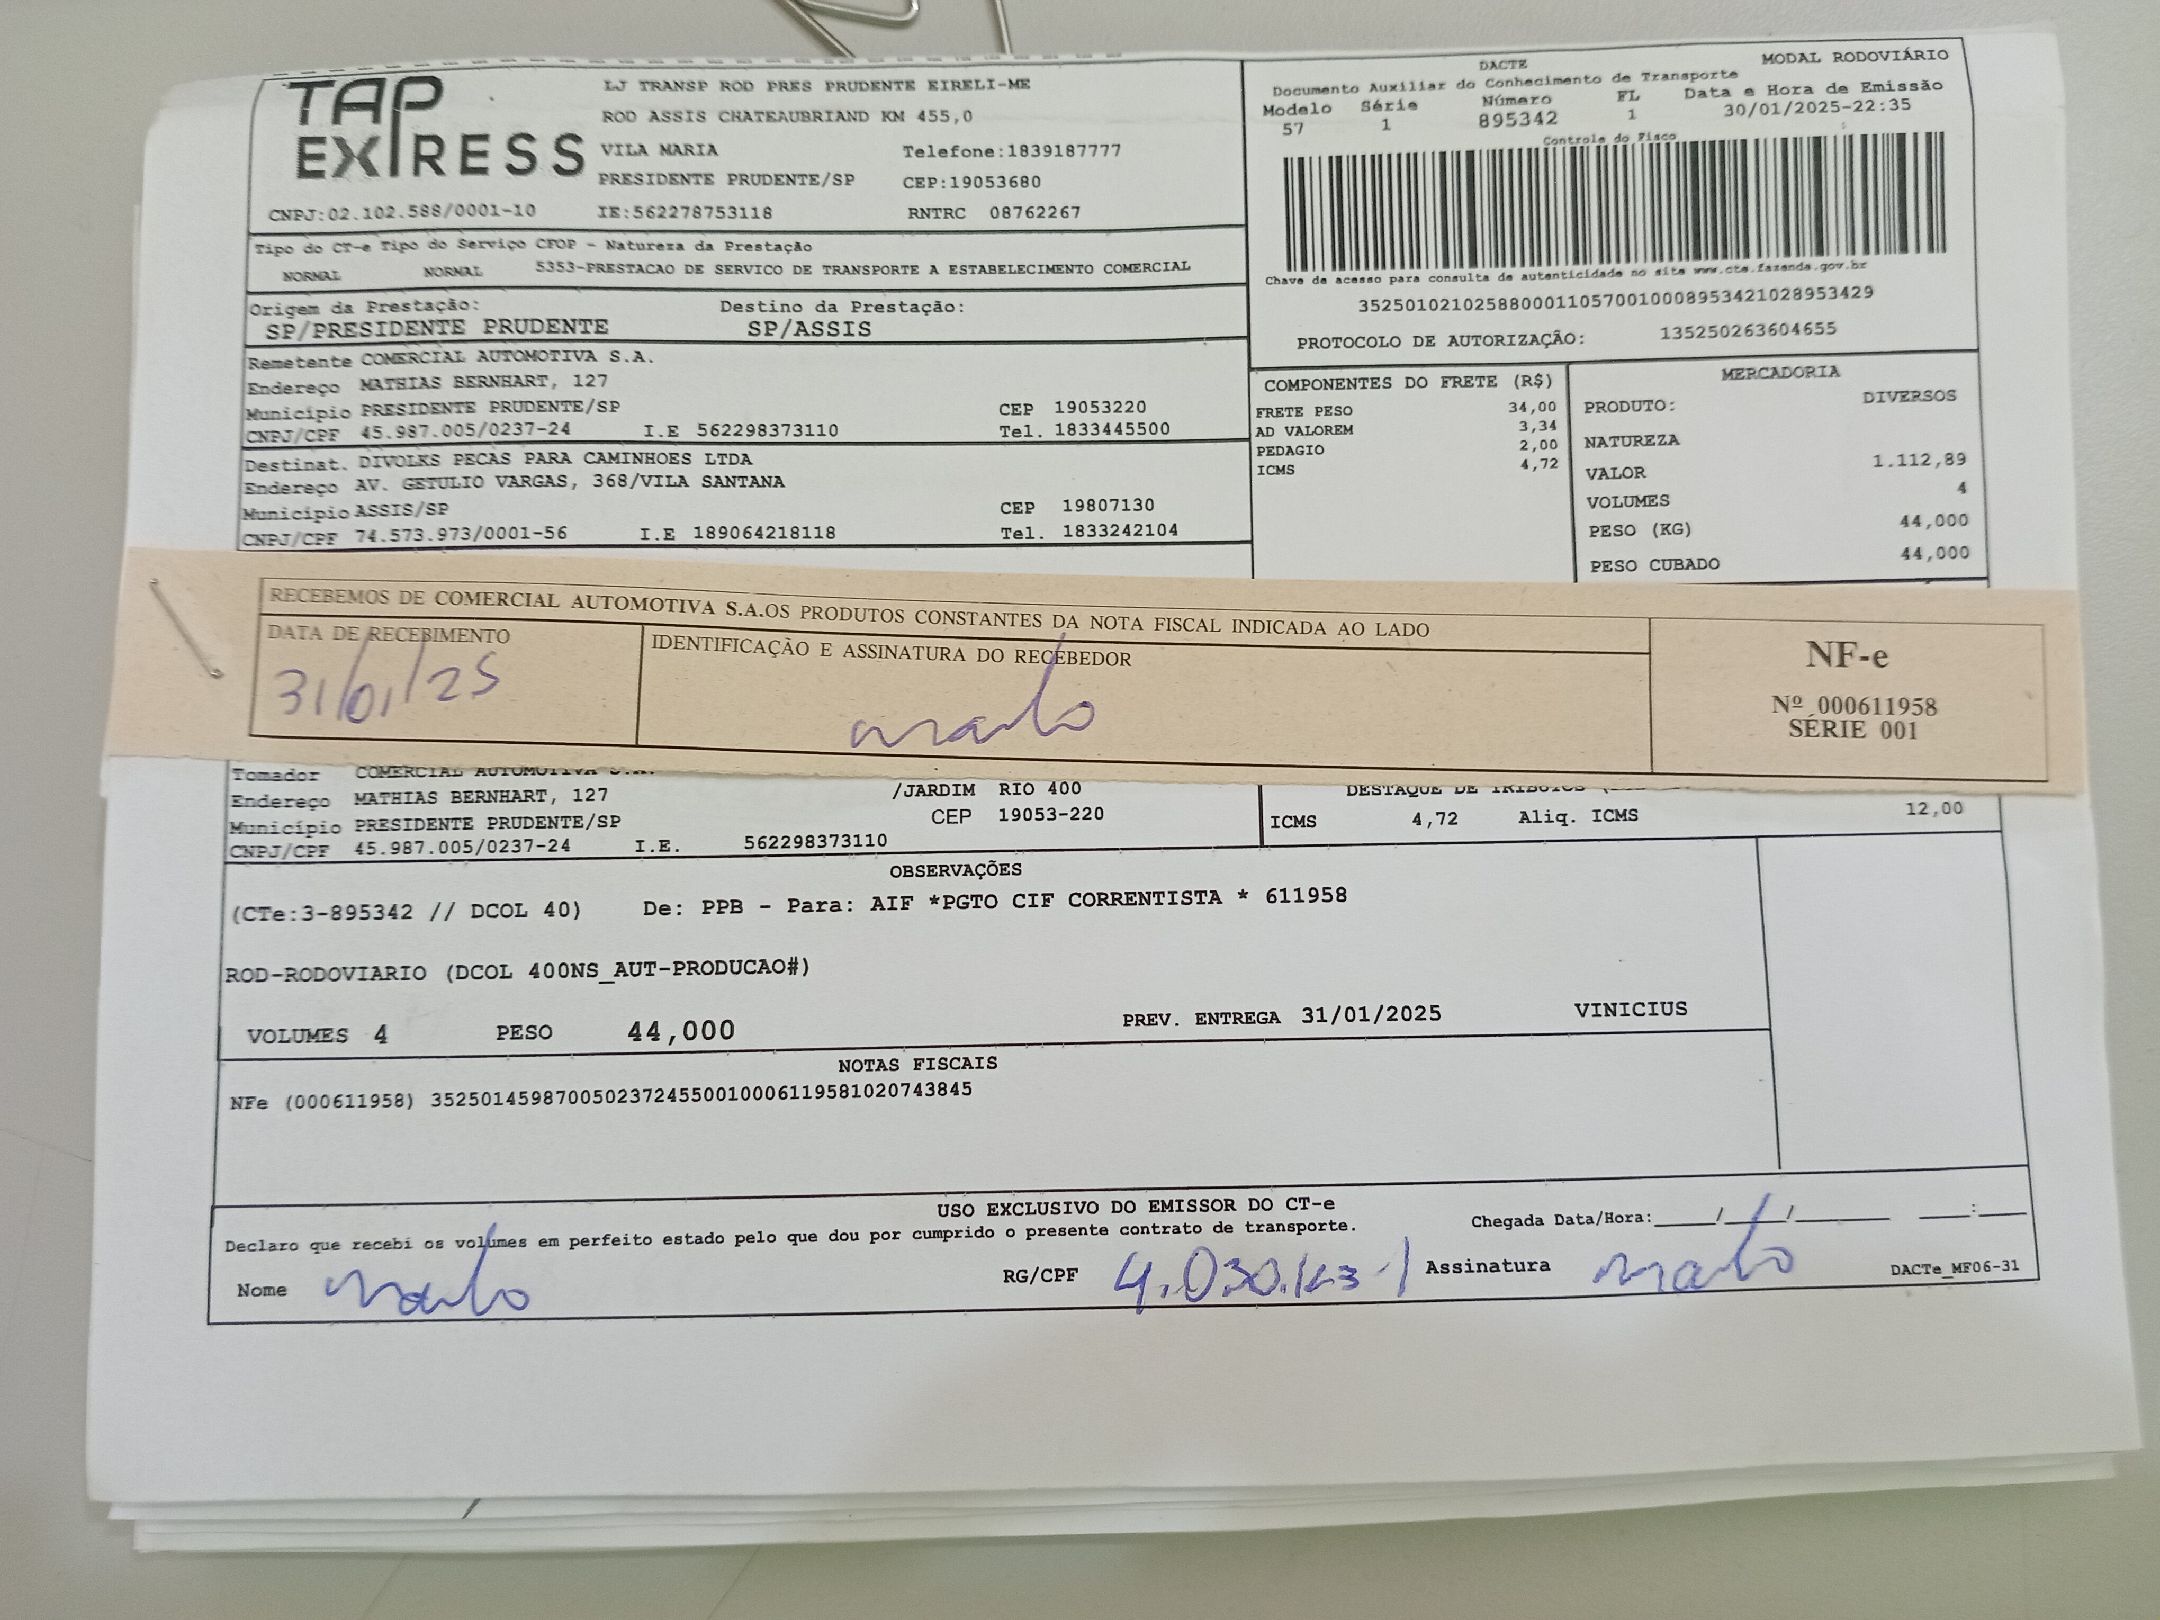 TAP EXPRESS
LJ TRANSP ROD PRES PRUDENTE EIRELI-ME
ROD ASSIS CHATEAUBRIAND KM 455,0
VILA MARIA Telefone:1839187777
PRESIDENTE PRUDENTE/SP CEP:19053680
CNPJ:02.102.588/0001-10 IE:562278753118 RNTRC 08762267
DACTE MODAL RODOVIÁRIO
Documento Auxiliar do Conhecimento de Transporte
Modelo Série Número FL Data e Hora de Emissão
57 1 895342 1 30/01/2025-22:35
Controle do Fisco
Chave de acesso para consulta de autenticidade no site www.cte.fazenda.gov.br
35250102102588000110570010008953421028953429
PROTOCOLO DE AUTORIZAÇÃO: 135250263604655
Tipo do CT-e Tipo do Serviço CFOP - Natureza da Prestação
NORMAL NORMAL 5353-PRESTACAO DE SERVICO DE TRANSPORTE A ESTABELECIMENTO COMERCIAL
Origem da Prestação: Destino da Prestação:
SP/PRESIDENTE PRUDENTE SP/ASSIS
Remetente COMERCIAL AUTOMOTIVA S.A.
Endereço MATHIAS BERNHART, 127
Município PRESIDENTE PRUDENTE/SP CEP 19053220
CNPJ/CPF 45.987.005/0237-24 I.E 562298373110 Tel. 1833445500
Destinat. DIVOLKS PECAS PARA CAMINHOES LTDA
Endereço AV. GETULIO VARGAS, 368/VILA SANTANA
Município ASSIS/SP CEP 19807130
CNPJ/CPF 74.573.973/0001-56 I.E 189064218118 Tel. 1833242104
COMPONENTES DO FRETE (R$)
FRETE PESO 34,00
AD VALOREM 3,34
PEDAGIO 2,00
ICMS 4,72
MERCADORIA
PRODUTO: DIVERSOS
NATUREZA
VALOR 1.112,89
VOLUMES 4
PESO (KG) 44,000
PESO CUBADO 44,000
RECEBEMOS DE COMERCIAL AUTOMOTIVA S.A.OS PRODUTOS CONSTANTES DA NOTA FISCAL INDICADA AO LADO
DATA DE RECEBIMENTO IDENTIFICAÇÃO E ASSINATURA DO RECEBEDOR
31/01/25
NF-e
Nº 000611958
SÉRIE 001
Tomador COMERCIAL AUTOMOTIVA S.A.
Endereço MATHIAS BERNHART, 127 /JARDIM RIO 400
Município PRESIDENTE PRUDENTE/SP CEP 19053-220
CNPJ/CPF 45.987.005/0237-24 I.E. 562298373110
DESTAQUE DE TRIBUTOS
ICMS 4,72 Aliq. ICMS 12,00
OBSERVAÇÕES
(CTe:3-895342 // DCOL 40) De: PPB - Para: AIF *PGTO CIF CORRENTISTA * 611958
ROD-RODOVIARIO (DCOL 400NS_AUT-PRODUCAO#)
VOLUMES 4 PESO 44,000 PREV. ENTREGA 31/01/2025 VINICIUS
NOTAS FISCAIS
NFe (000611958) 35250145987005023724550010006119581020743845
USO EXCLUSIVO DO EMISSOR DO CT-e
Declaro que recebi os volumes em perfeito estado pelo que dou por cumprido o presente contrato de transporte. Chegada Data/Hora:____/____/____ ____:____
Nome RG/CPF Assinatura DACTe_MF06-31